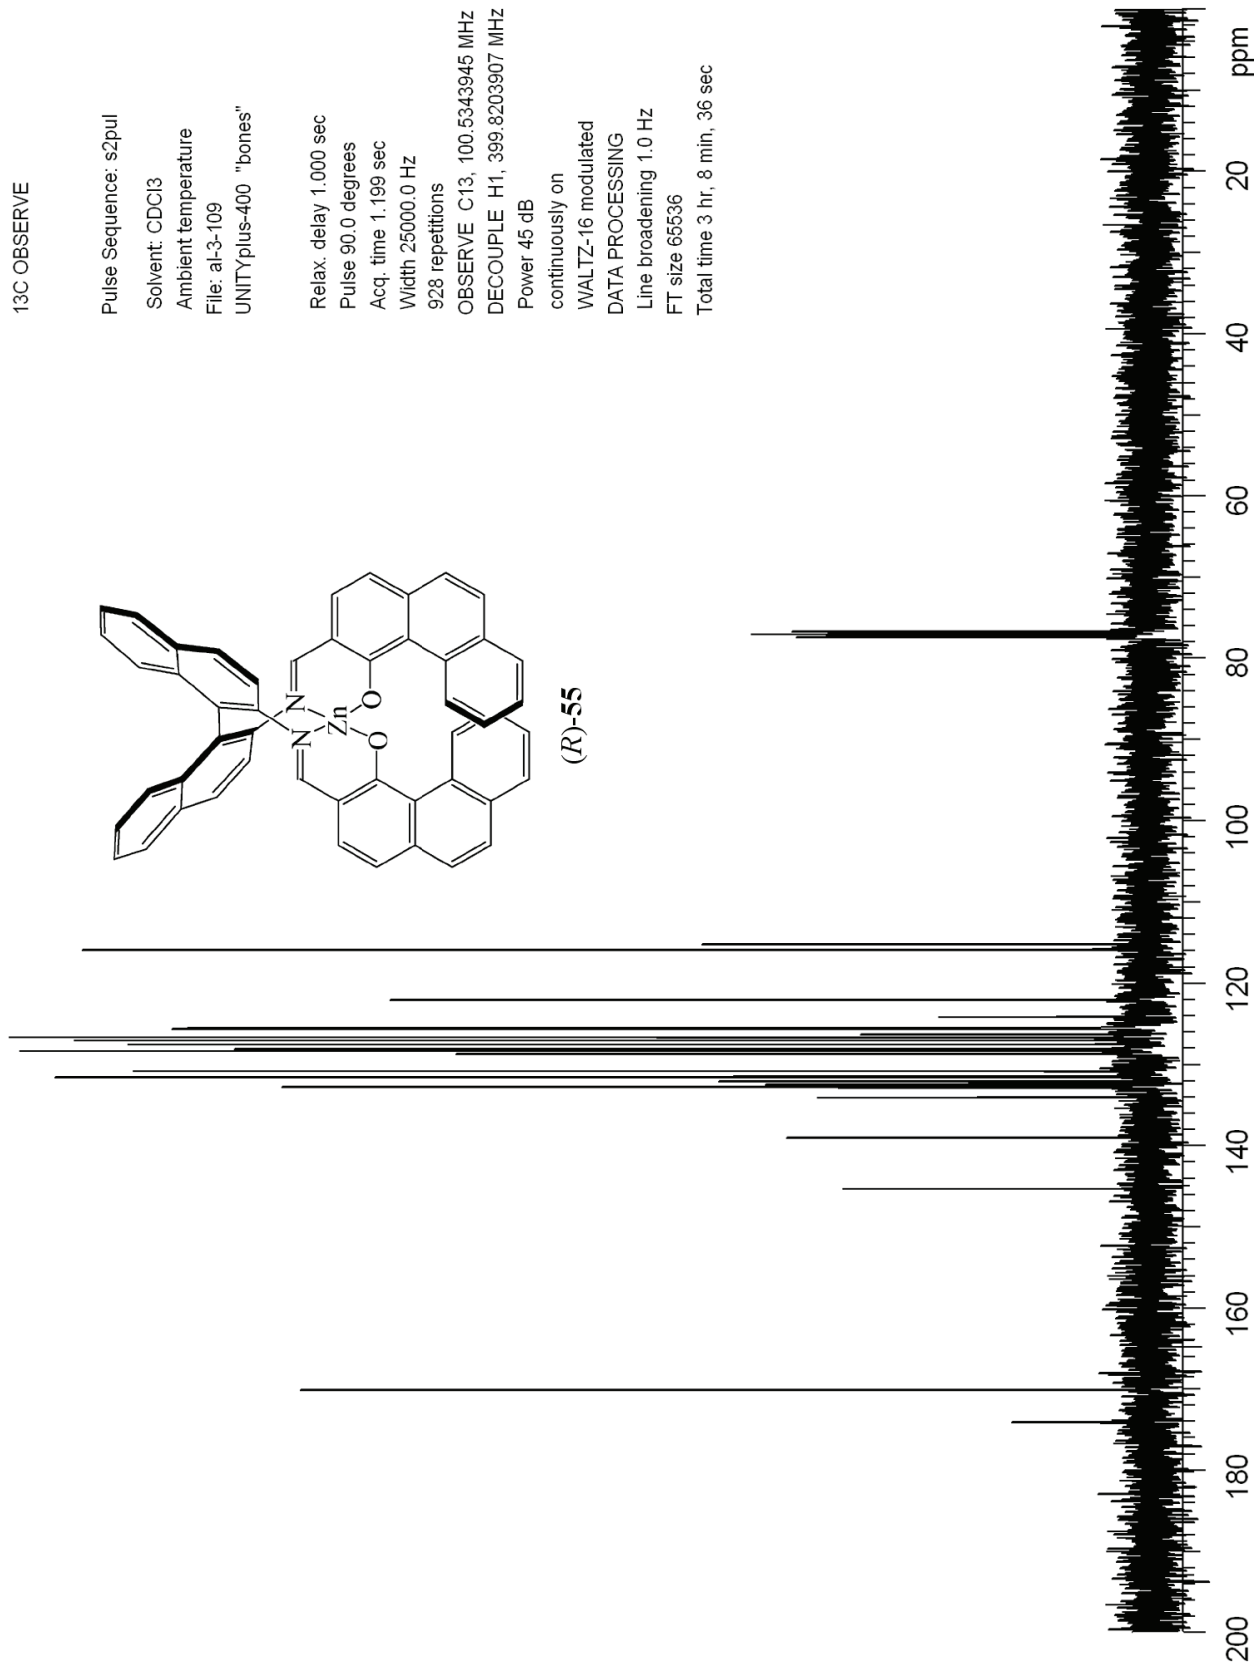 13C OBSERVE
Pulse Sequence: s2pul
Solvent: CDCl3
Ambient temperature
File: al-3-109
UNITYplus-400 "bones"
Relax. delay 1.000 sec
Pulse 90.0 degrees
Acq. time 1.199 sec
Width 25000.0 Hz
928 repetitions
OBSERVE C13, 100.5343945 MHz
DECOUPLE H1, 399.8203907 MHz
Power 45 dB
continuously on
WALTZ-16 modulated
DATA PROCESSING
Line broadening 1.0 Hz
FT size 65536
Total time 3 hr, 8 min, 36 sec
N
N
Zn
O
O
(R)-55
200 180 160 140 120 100 80 60 40 20 ppm